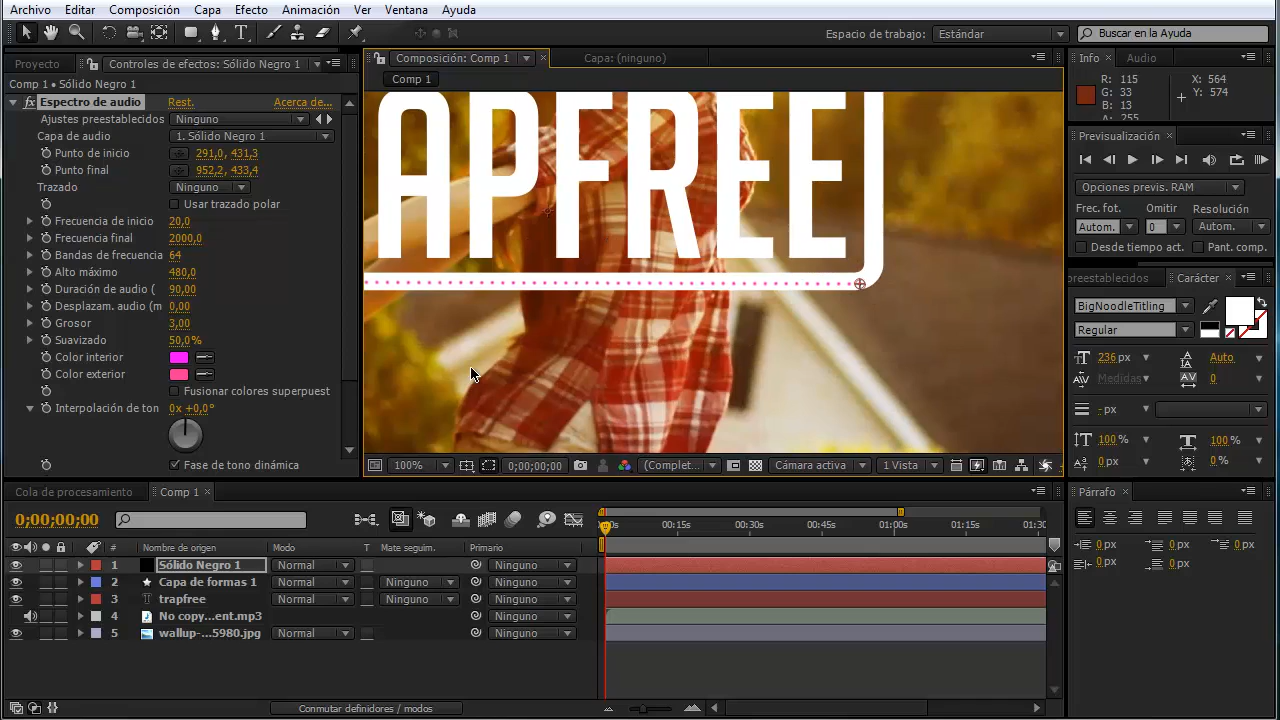 Archivo Editar Composición Capa Efecto Animación Ver Ventana Ayuda
Espacio de trabajo: Estándar Buscar en la Ayuda
Proyecto Controles de efectos: Sólido Negro 1
Comp 1 • Sólido Negro 1
fx Espectro de audio Rest. Acerca de...
Ajustes preestablecidos Ninguno
Capa de audio 1. Sólido Negro 1
Punto de inicio 291,0, 431,3
Punto final 952,2, 433,4
Trazado Ninguno
Usar trazado polar
Frecuencia de inicio 20,0
Frecuencia final 2000,0
Bandas de frecuencia 64
Alto máximo 480,0
Duración de audio ( 90,00
Desplazam. audio (m 0,00
Grosor 3,00
Suavizado 50,0%
Color interior
Color exterior
Fusionar colores superpuest
Interpolación de ton 0x +0,0°
Fase de tono dinámica
Composición: Comp 1 Capa: (ninguno)
Comp 1
APFREE
100% 0;00;00;00 (Complet... Cámara activa 1 Vista
Info Audio
R: 115 X: 564
G: 33 Y: 574
B: 13
A: 255
Previsualización
Opciones previs. RAM
Frec. fot. Omitir Resolución
Autom. 0 Autom.
Desde tiempo act. Pant. comp.
preestablecidos Carácter
BigNoodleTitling
Regular
236 px Auto
Medidas 0
- px
100 % 100 %
0 px 0 %
Párrafo
0 px 0 px 0 px
0 px 0 px
Cola de procesamiento Comp 1
0;00;00;00
00:15s 00:30s 00:45s 01:00s 01:15s 01:30
# Nombre de origen Modo T Mate seguim. Primario
1 Sólido Negro 1 Normal Ninguno
2 Capa de formas 1 Normal Ninguno Ninguno
3 T trapfree Normal Ninguno Ninguno
4 No copy...ent.mp3 Ninguno
5 wallup-...5980.jpg Normal Ninguno
Conmutar definidores / modos